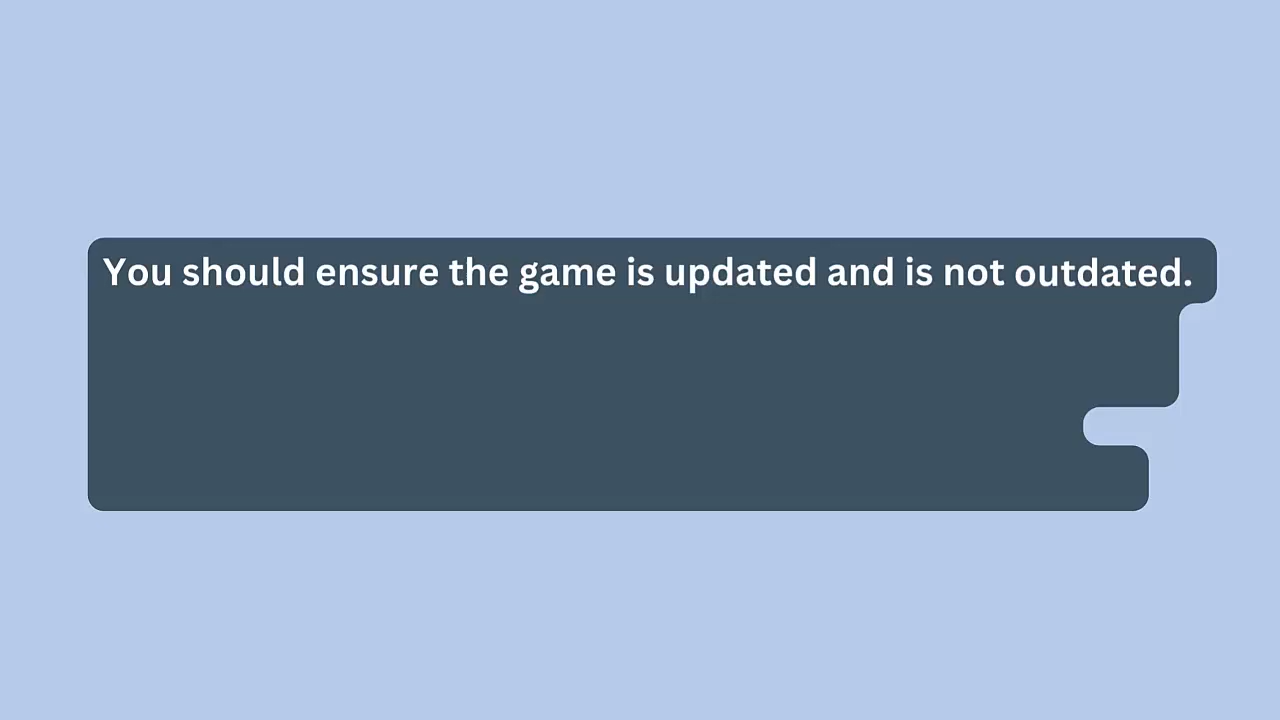 You should ensure the game is updated and is not outdated.